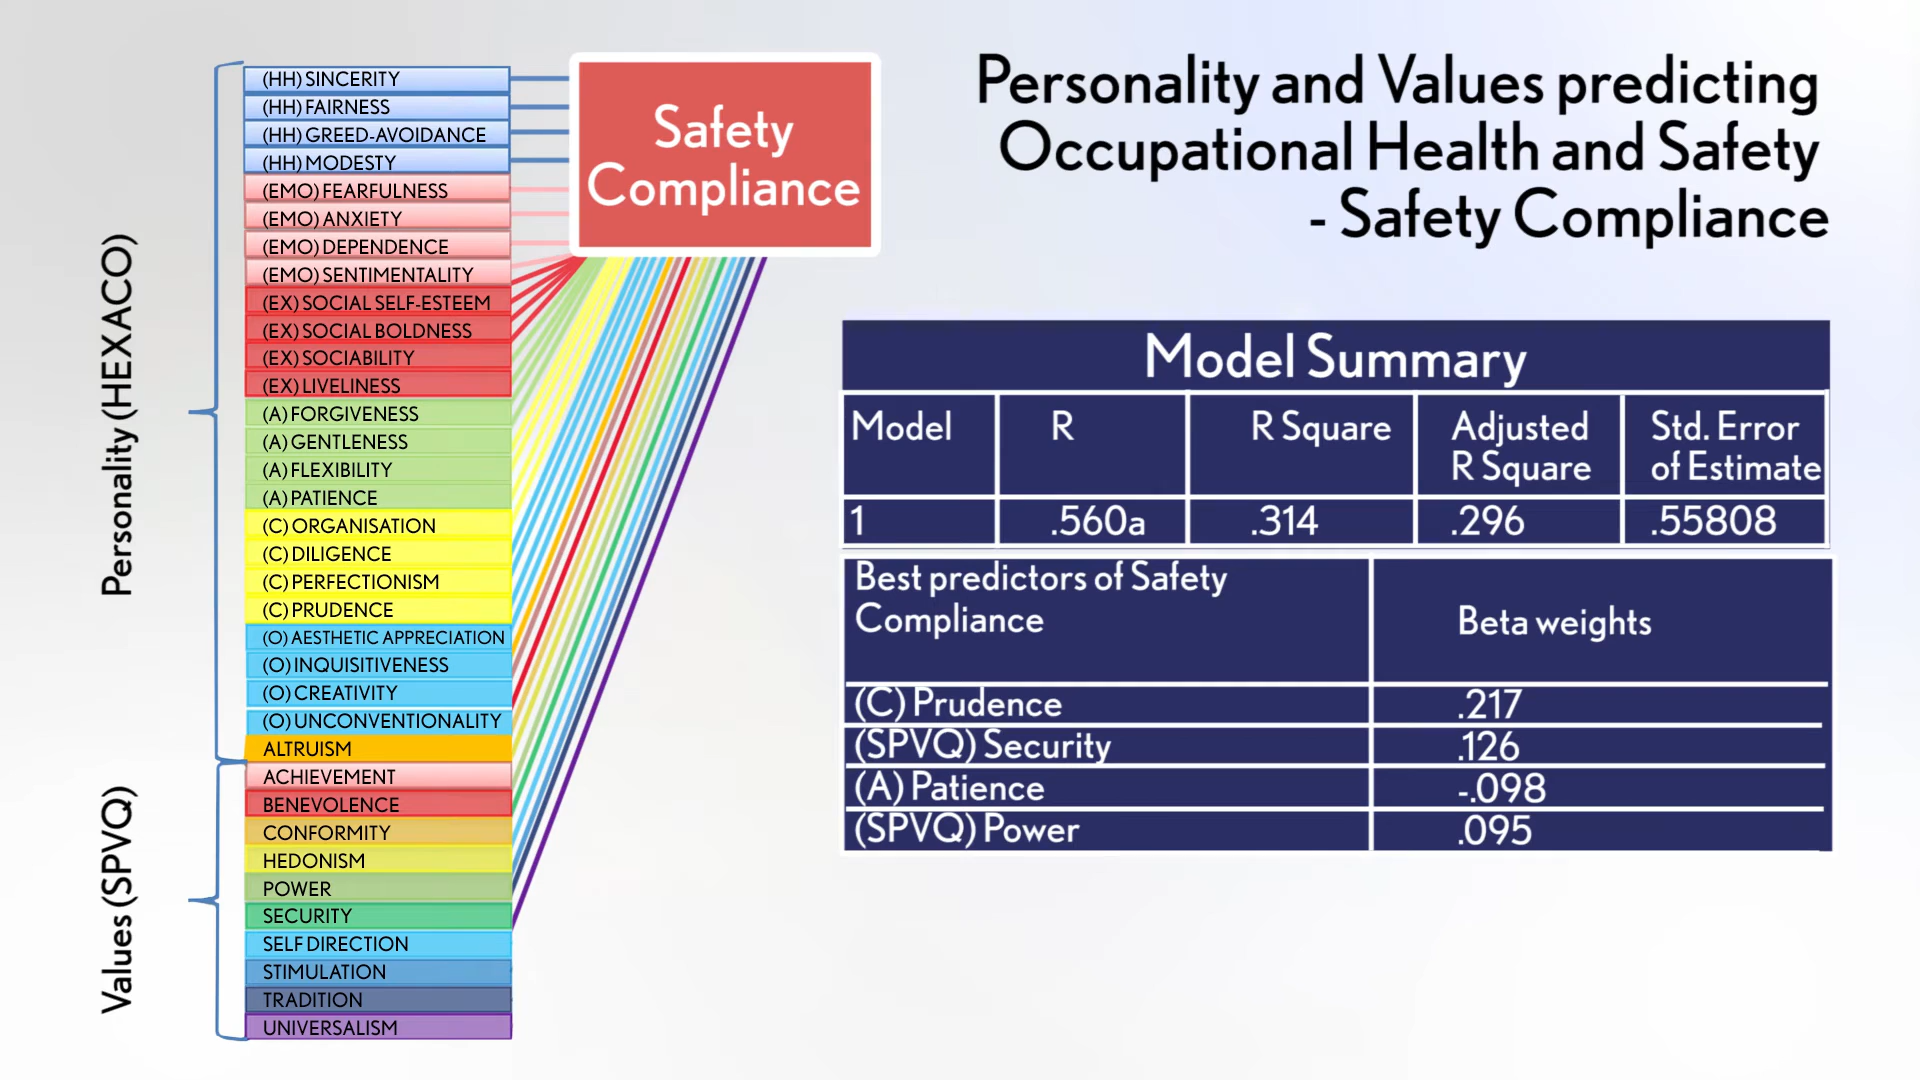 Personality and Values predicting
Occupational Health and Safety
- Safety Compliance
Personality (HEXACO)
(HH) SINCERITY
(HH) FAIRNESS
(HH) GREED-AVOIDANCE
(HH) MODESTY
(EMO) FEARFULNESS
(EMO) ANXIETY
(EMO) DEPENDENCE
(EMO) SENTIMENTALITY
(EX) SOCIAL SELF-ESTEEM
(EX) SOCIAL BOLDNESS
(EX) SOCIABILITY
(EX) LIVELINESS
(A) FORGIVENESS
(A) GENTLENESS
(A) FLEXIBILITY
(A) PATIENCE
(C) ORGANISATION
(C) DILIGENCE
(C) PERFECTIONISM
(C) PRUDENCE
(O) AESTHETIC APPRECIATION
(O) INQUISITIVENESS
(O) CREATIVITY
(O) UNCONVENTIONALITY
ALTRUISM
Values (SPVQ)
ACHIEVEMENT
BENEVOLENCE
CONFORMITY
HEDONISM
POWER
SECURITY
SELF DIRECTION
STIMULATION
TRADITION
UNIVERSALISM
Safety
Compliance
Model Summary
Model R R Square Adjusted R Square Std. Error of Estimate
1 .560a .314 .296 .55808
Best predictors of Safety Compliance Beta weights
(C) Prudence .217
(SPVQ) Security .126
(A) Patience -.098
(SPVQ) Power .095